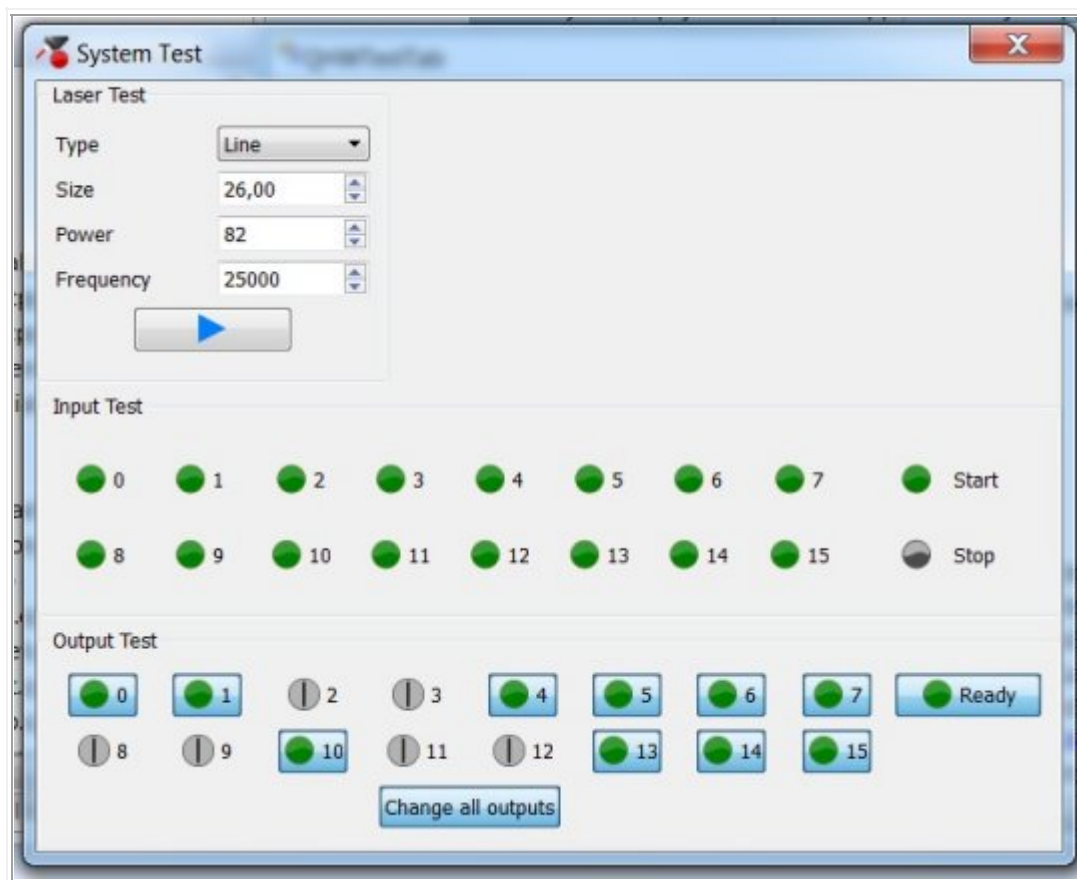 System Test
Laser Test
Type Line
Size 26,00
Power 82
Frequency 25000
Input Test
0 1 2 3 4 5 6 7 Start
8 9 10 11 12 13 14 15 Stop
Output Test
0 1 2 3 4 5 6 7 Ready
8 9 10 11 12 13 14 15
Change all outputs